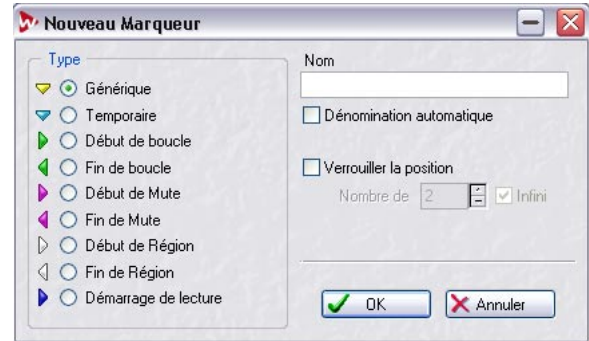 Nouveau Marqueur
Type
Générique
Temporaire
Début de boucle
Fin de boucle
Début de Mute
Fin de Mute
Début de Région
Fin de Région
Démarrage de lecture
Nom
Dénomination automatique
Verrouiller la position
Nombre de 2 Infini
OK Annuler